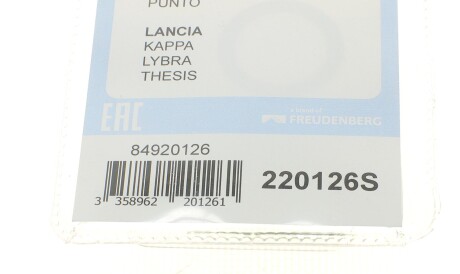 PUNTO
LANCIA
KAPPA
LYBRA
THESIS
EAC
FREUDENBERG
84920126
220126S
3 358962 201261